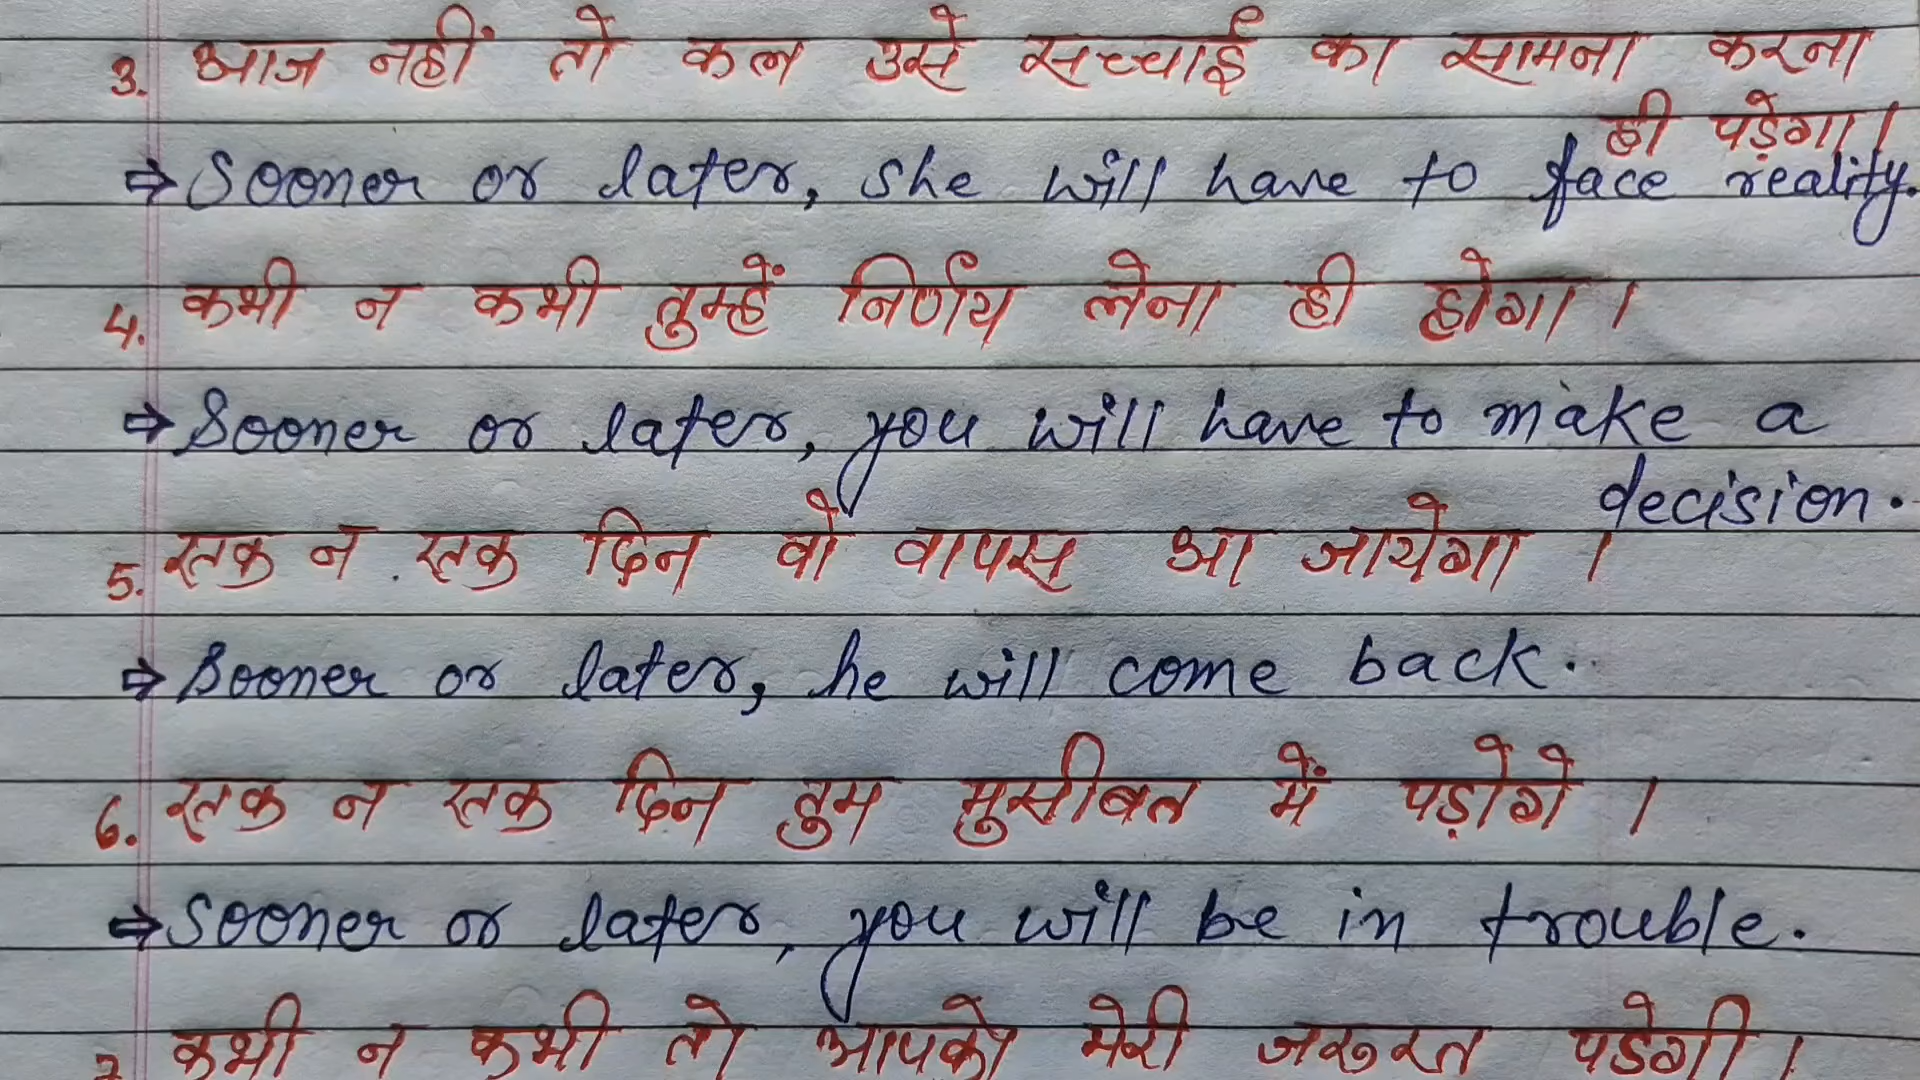 3. आज नहीं तो कल उसे सच्चाई का सामना करना
ही पड़ेगा।
⇒ Sooner or later, she will have to face reality.
4. कभी न कभी तुम्हें निर्णय लेना ही होगा।
⇒ Sooner or later, you will have to make a
decision.
5. एक न एक दिन वो वापस आ जायेगा ।
⇒ Sooner or later, he will come back.
6. एक न एक दिन तुम मुसीबत में पड़ोगे ।
⇒ Sooner or later, you will be in trouble.
7. कभी न कभी तो आपको मेरी जरूरत पडेगी।